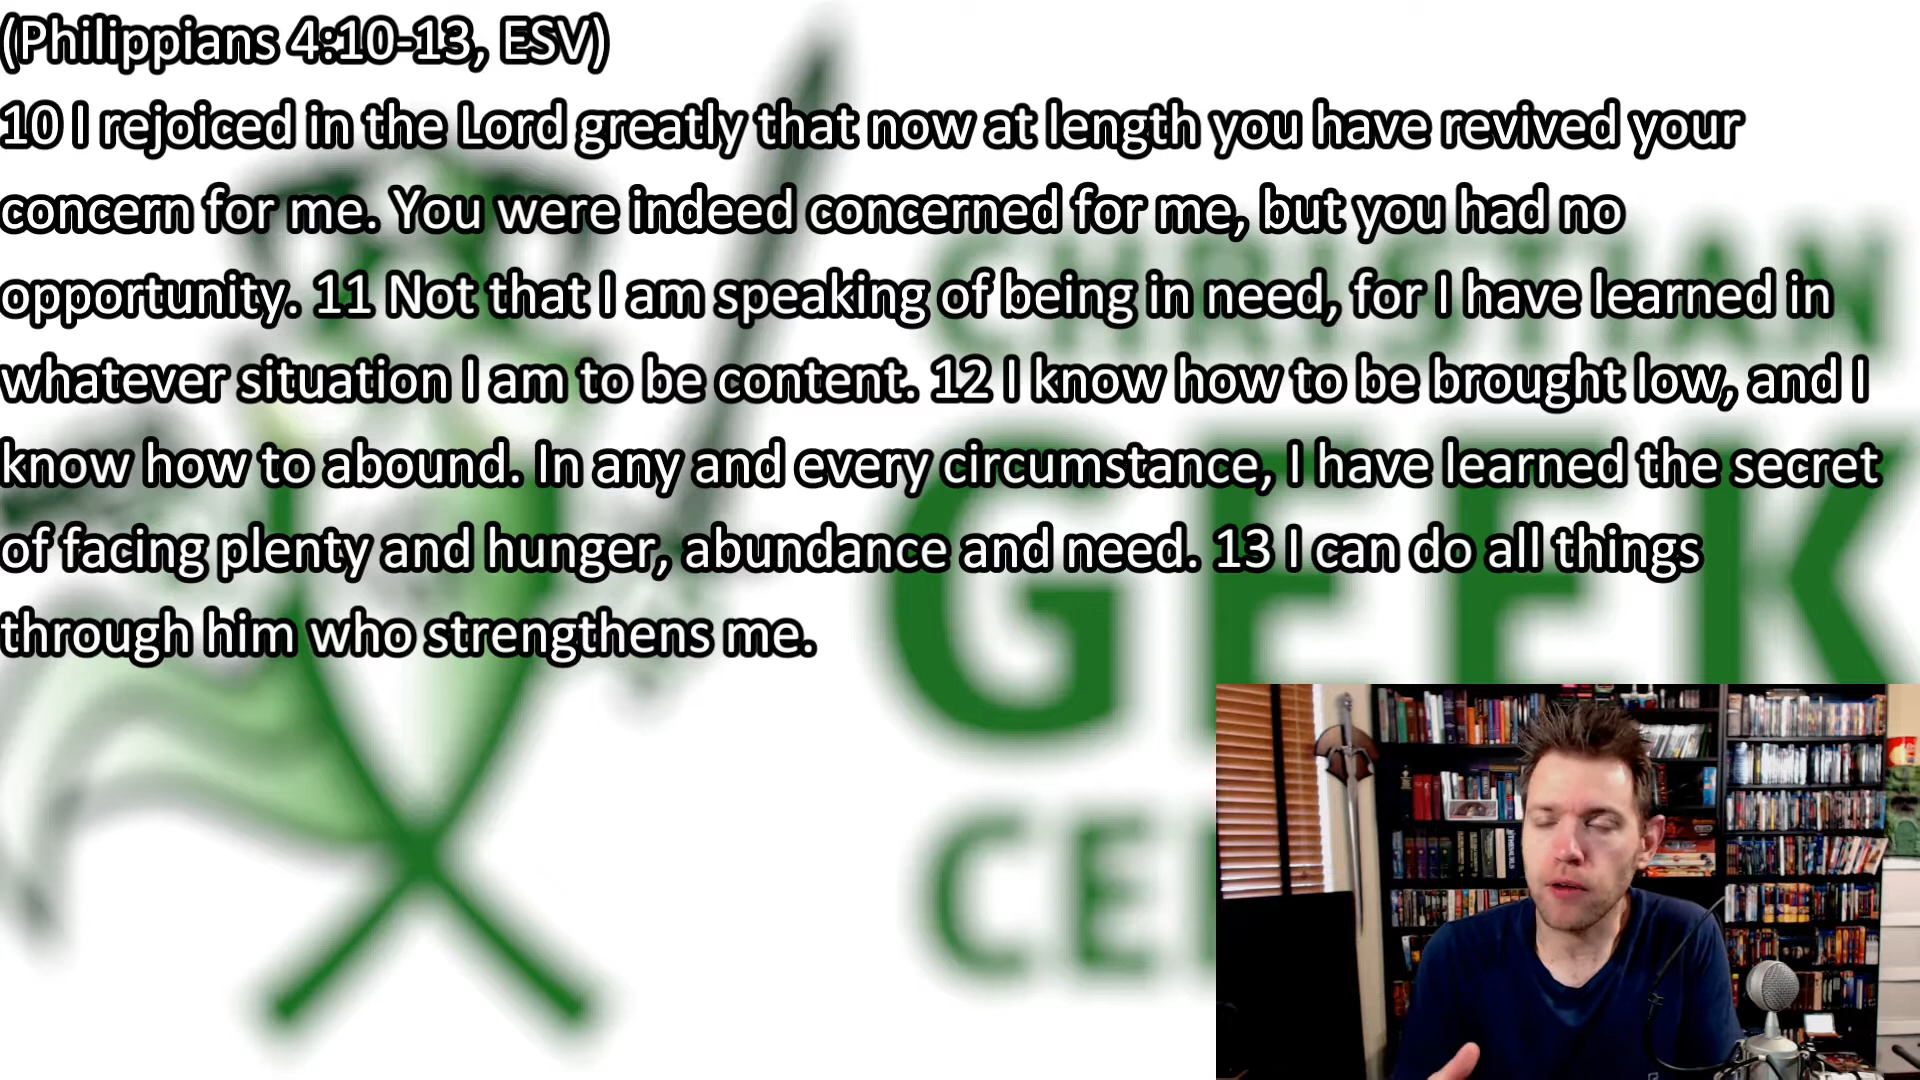 (Philippians 4:10-13, ESV)
10 I rejoiced in the Lord greatly that now at length you have revived your
concern for me. You were indeed concerned for me, but you had no
opportunity. 11 Not that I am speaking of being in need, for I have learned in
whatever situation I am to be content. 12 I know how to be brought low, and I
know how to abound. In any and every circumstance, I have learned the secret
of facing plenty and hunger, abundance and need. 13 I can do all things
through him who strengthens me.
CHRISTIAN
GEEK
CE